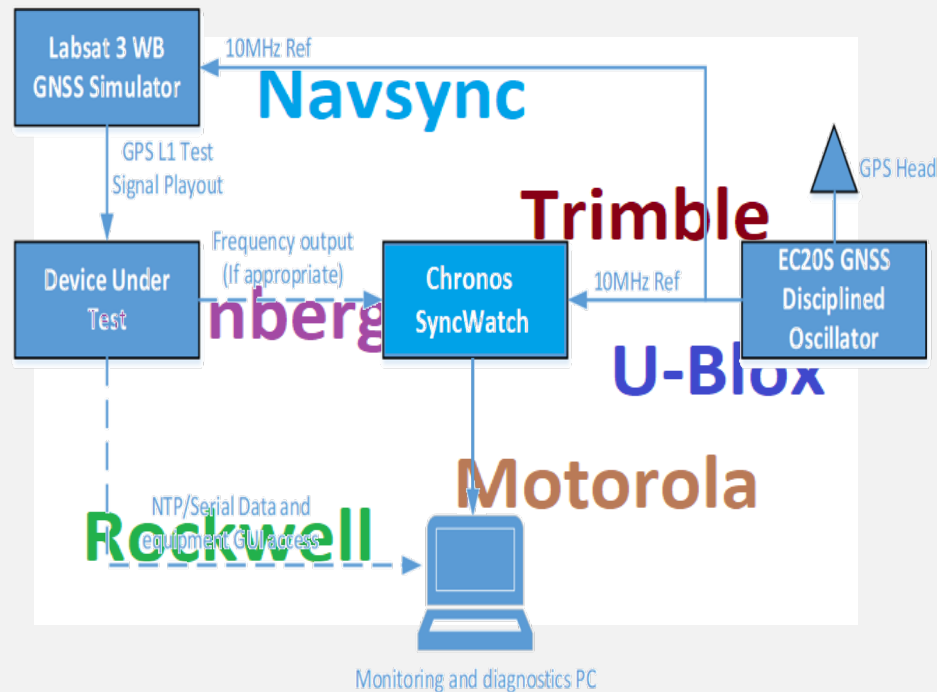 Labsat 3 WB
GNSS Simulator
10MHz Ref
Navsync
GPS L1 Test
Signal Playout
GPS Head
Trimble
Device Under
Test
Frequency output
(If appropriate)
Chronos
SyncWatch
10MHz Ref
EC20S GNSS
Disciplined
Oscillator
nberg
U-Blox
Motorola
NTP/Serial Data and
equipment GUI access
Rockwell
Monitoring and diagnostics PC